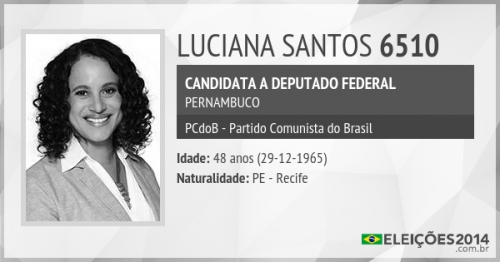 LUCIANA SANTOS 6510
CANDIDATA A DEPUTADO FEDERAL
PERNAMBUCO
PCdoB - Partido Comunista do Brasil
Idade: 48 anos (29-12-1965)
Naturalidade: PE - Recife
ELEIÇÕES2014
.com.br